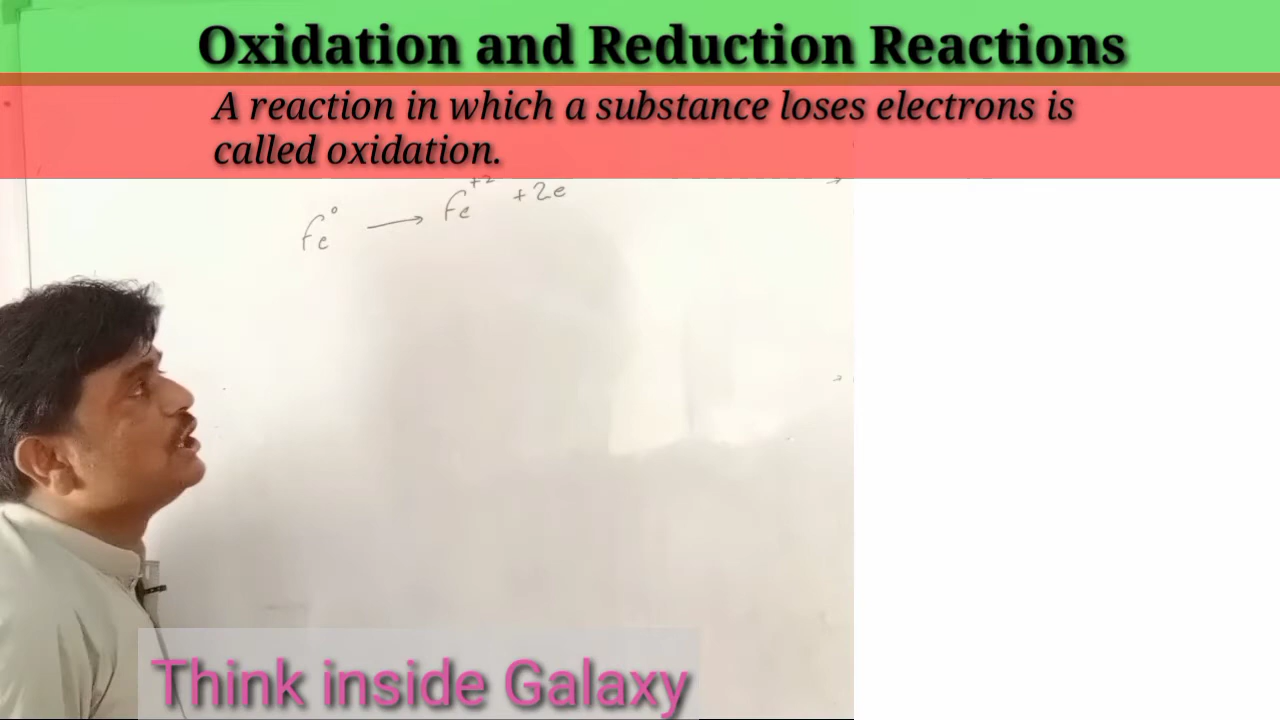 Oxidation and Reduction Reactions
A reaction in which a substance loses electrons is
called oxidation.
Fe⁰ → Fe⁺² + 2e
Think inside Galaxy